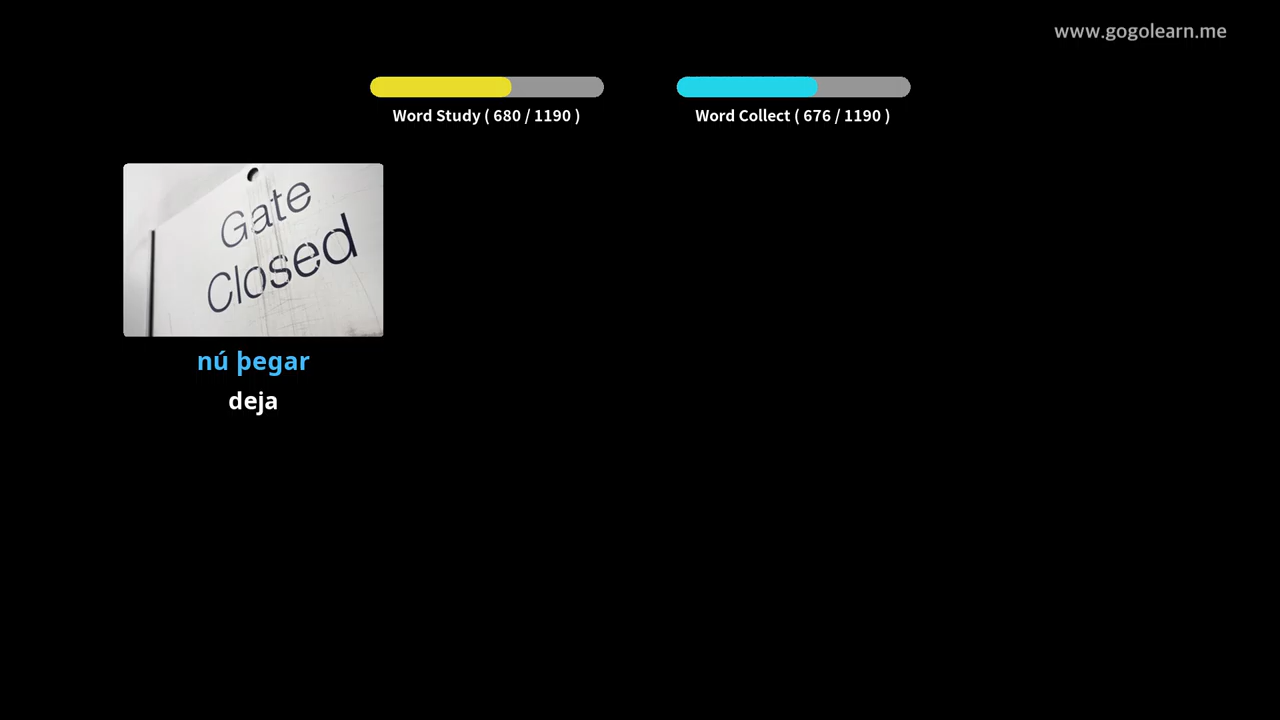 www.gogolearn.me
Word Study ( 680 / 1190 )
Word Collect ( 676 / 1190 )
Gate
Closed
nú þegar
deja